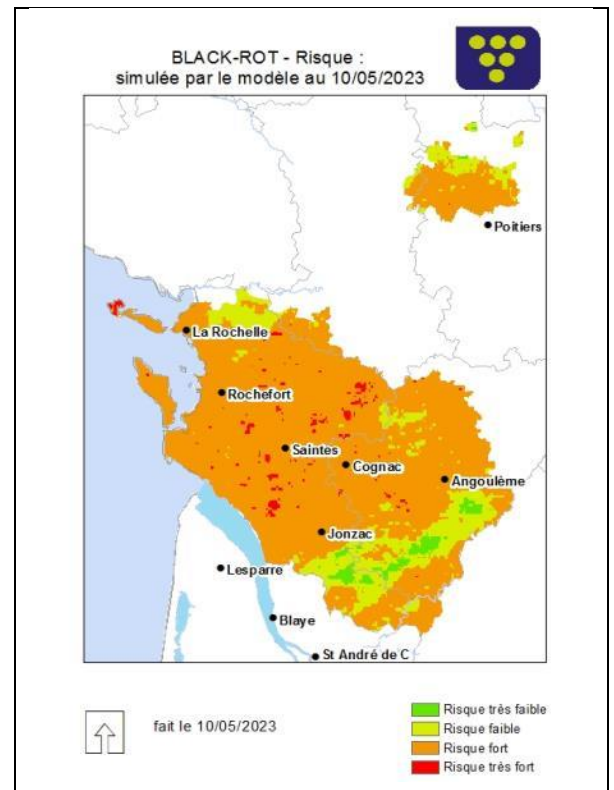 BLACK-ROT - Risque :
simulée par le modèle au 10/05/2023
Poitiers
La Rochelle
Rochefort
Saintes
Cognac
Angoulême
Jonzac
Lesparre
Blaye
St André de C
fait le 10/05/2023
Risque très faible
Risque faible
Risque fort
Risque très fort